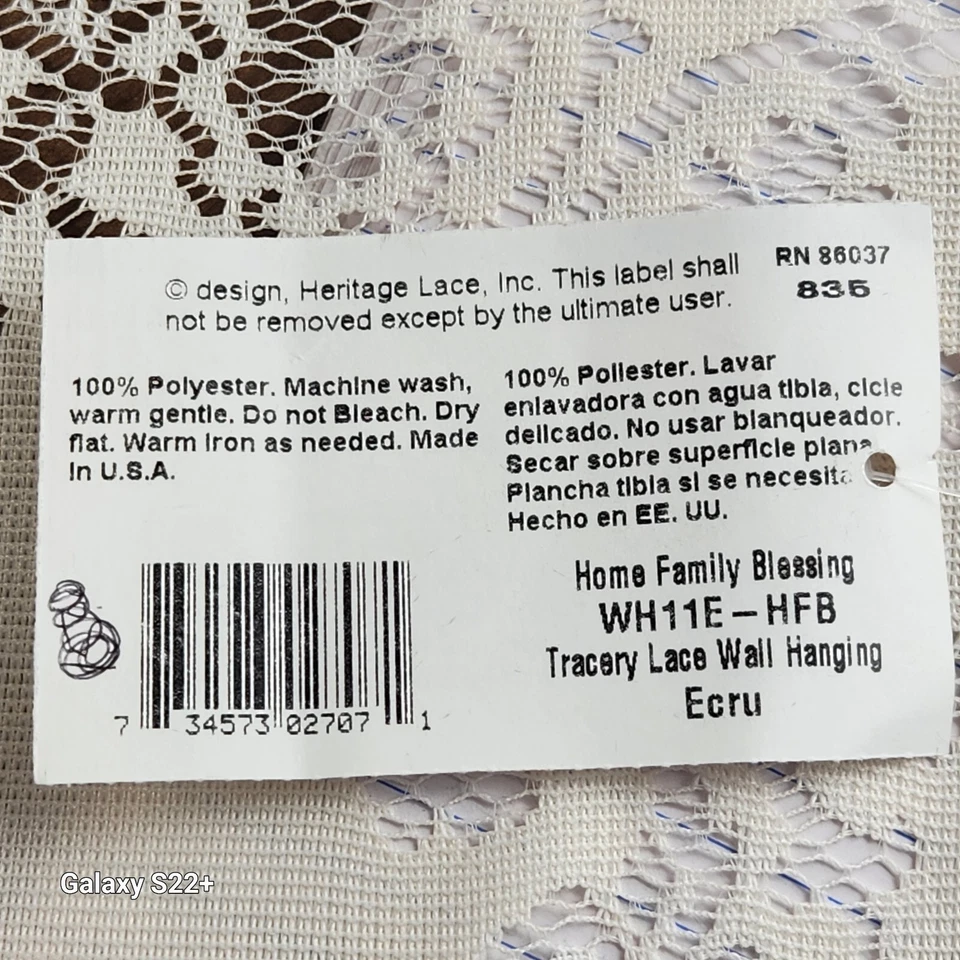 © design, Heritage Lace, Inc. This label shall
not be removed except by the ultimate user.
RN 86037
835
100% Polyester. Machine wash,
warm gentle. Do not Bleach. Dry
flat. Warm iron as needed. Made
in U.S.A.
100% Poliester. Lavar
enlavadora con agua tibia, cicle
delicado. No usar blanqueador.
Secar sobre superficie plana
Plancha tibia si se necesita
Hecho en EE. UU.
Home Family Blessing
WH11E – HFB
Tracery Lace Wall Hanging
Ecru
7 34573 02707 1
Galaxy S22+